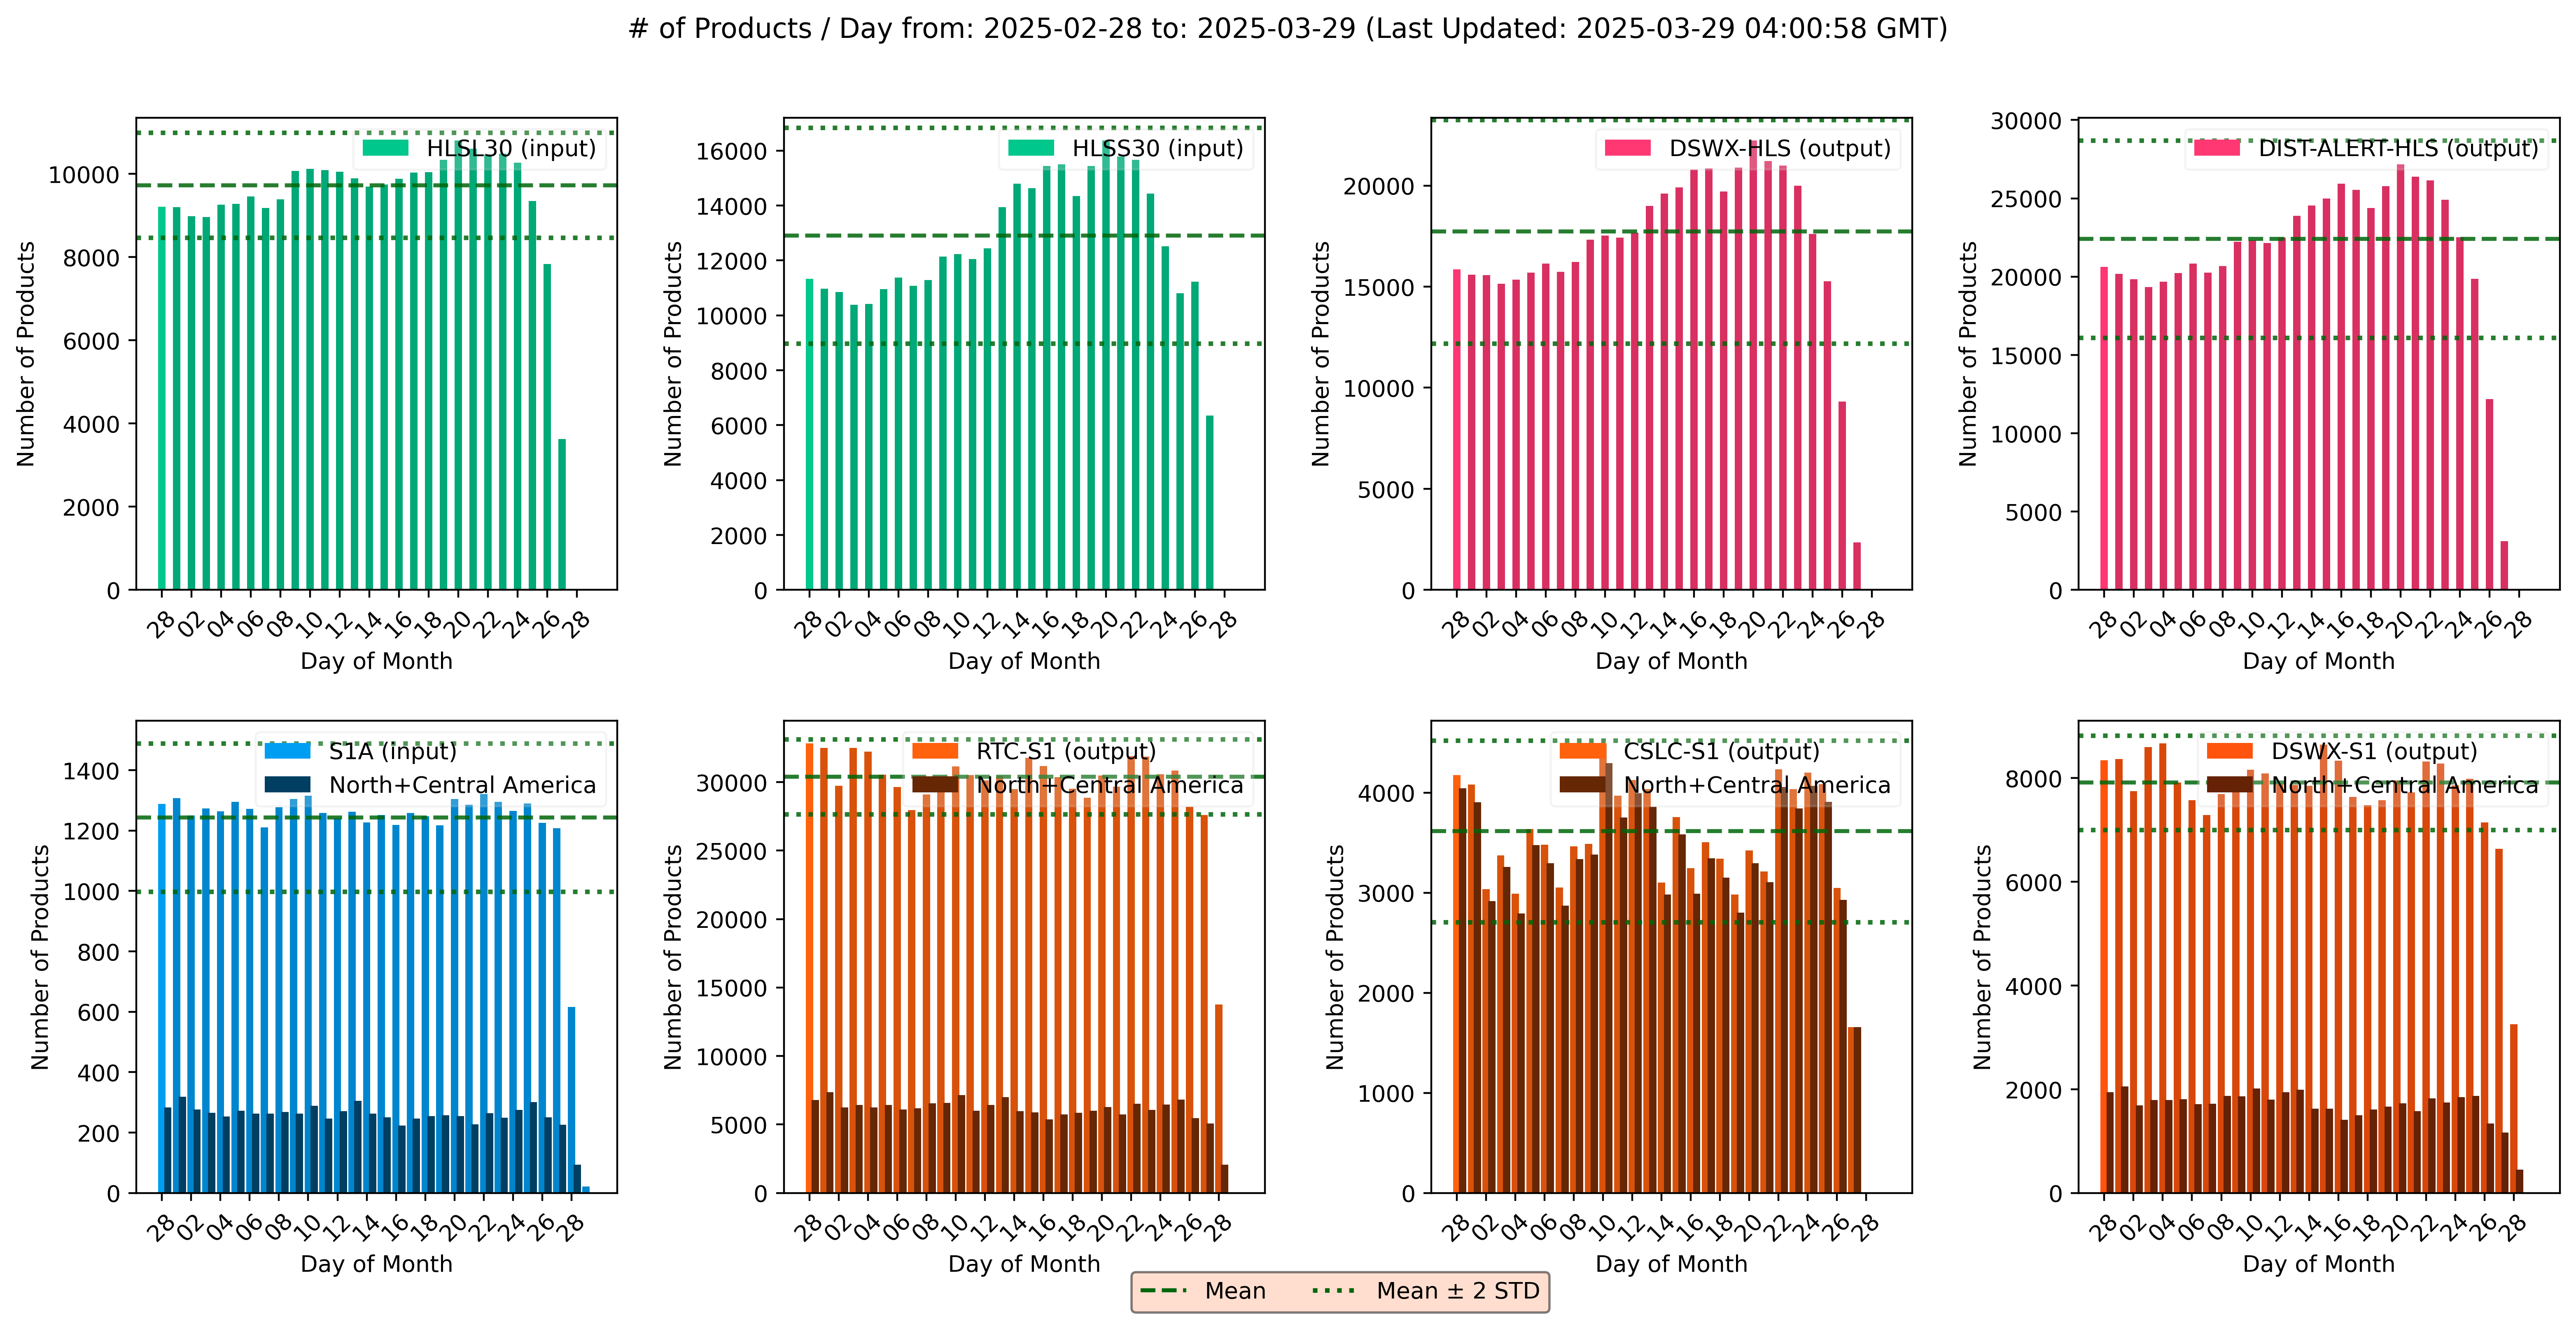 # of Products / Day from: 2025-02-28 to: 2025-03-29 (Last Updated: 2025-03-29 04:00:58 GMT)
HLSL30 (input)
Number of Products
10000
8000
6000
4000
2000
0
28 02 04 06 08 10 12 14 16 18 20 22 24 26 28
Day of Month
HLSS30 (input)
Number of Products
16000
14000
12000
10000
8000
6000
4000
2000
0
28 02 04 06 08 10 12 14 16 18 20 22 24 26 28
Day of Month
DSWX-HLS (output)
Number of Products
20000
15000
10000
5000
0
28 02 04 06 08 10 12 14 16 18 20 22 24 26 28
Day of Month
DIST-ALERT-HLS (output)
Number of Products
30000
25000
20000
15000
10000
5000
0
28 02 04 06 08 10 12 14 16 18 20 22 24 26 28
Day of Month
S1A (input)
North+Central America
Number of Products
1400
1200
1000
800
600
400
200
0
28 02 04 06 08 10 12 14 16 18 20 22 24 26 28
Day of Month
RTC-S1 (output)
North+Central America
Number of Products
30000
25000
20000
15000
10000
5000
0
28 02 04 06 08 10 12 14 16 18 20 22 24 26 28
Day of Month
CSLC-S1 (output)
North+Central America
Number of Products
4000
3000
2000
1000
0
28 02 04 06 08 10 12 14 16 18 20 22 24 26 28
Day of Month
DSWX-S1 (output)
North+Central America
Number of Products
8000
6000
4000
2000
0
28 02 04 06 08 10 12 14 16 18 20 22 24 26 28
Day of Month
Mean
Mean ± 2 STD